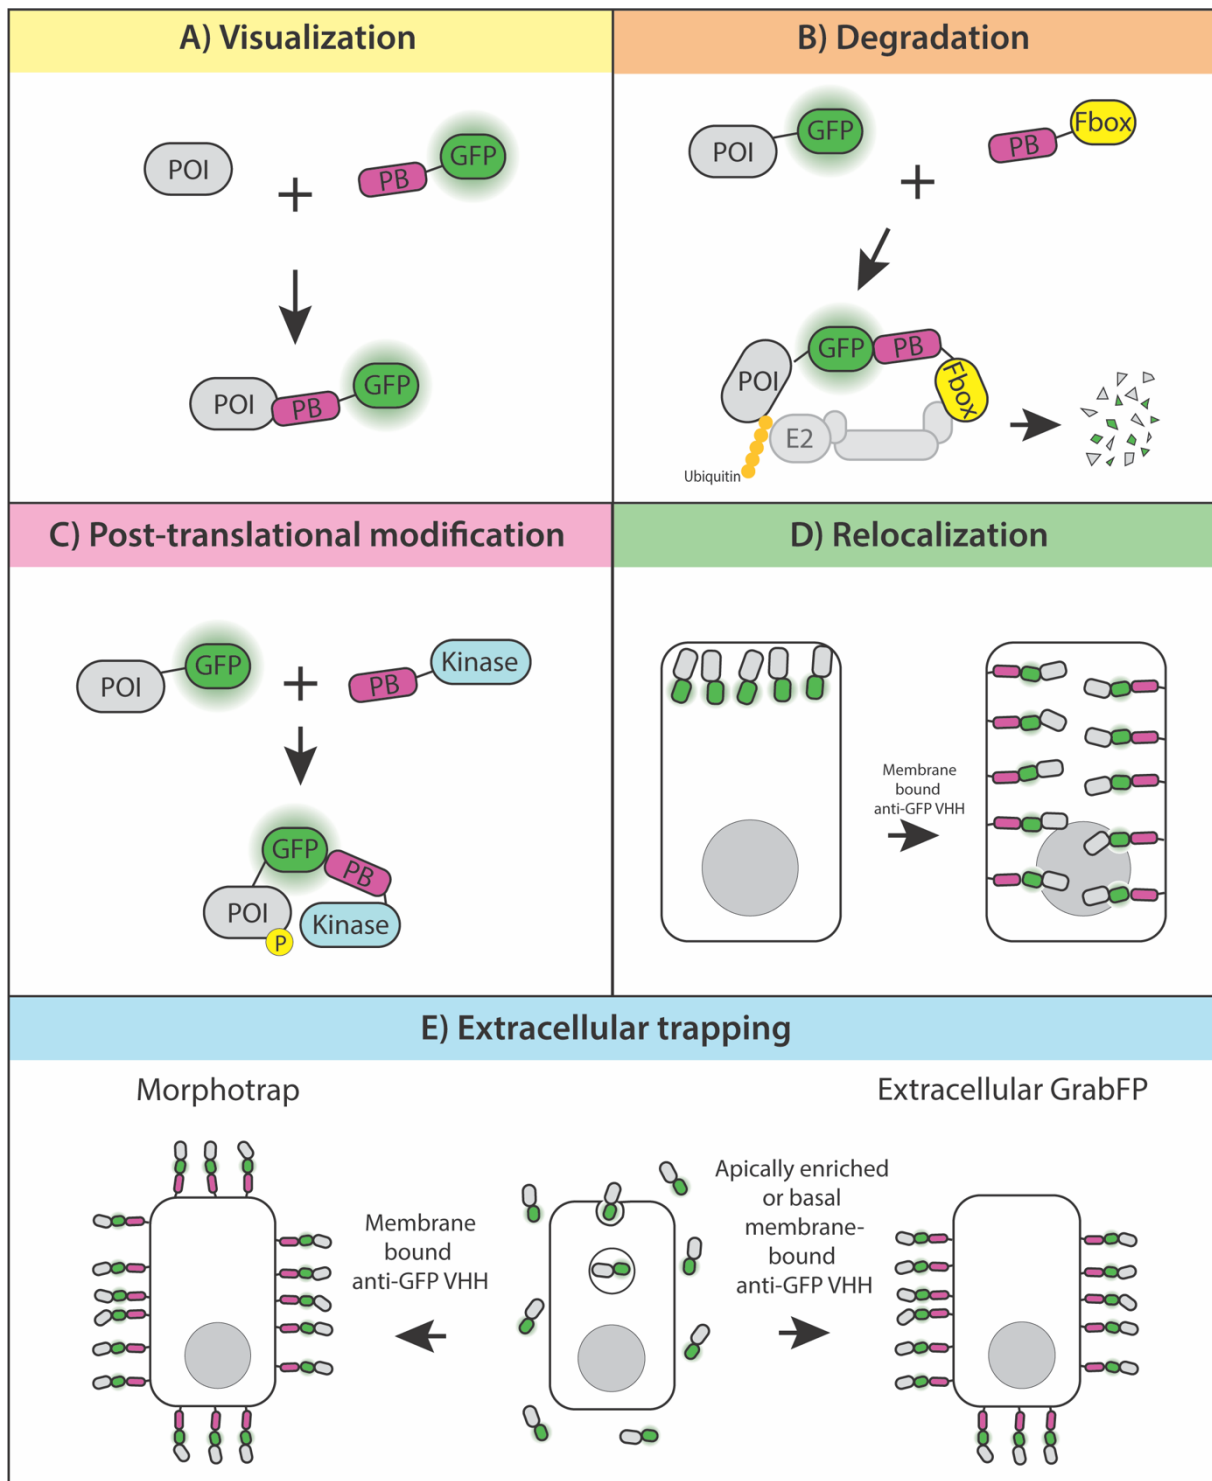 A) Visualization
POI
PB
GFP
+
POI
PB
GFP
B) Degradation
POI
GFP
PB
Fbox
+
GFP
PB
POI
Fbox
E2
Ubiquitin
C) Post-translational modification
POI
GFP
+
PB
Kinase
GFP
PB
POI
Kinase
P
D) Relocalization
Membrane
bound
anti-GFP VHH
E) Extracellular trapping
Morphotrap
Membrane
bound
anti-GFP VHH
Apically enriched
or basal
membrane-
bound
anti-GFP VHH
Extracellular GrabFP